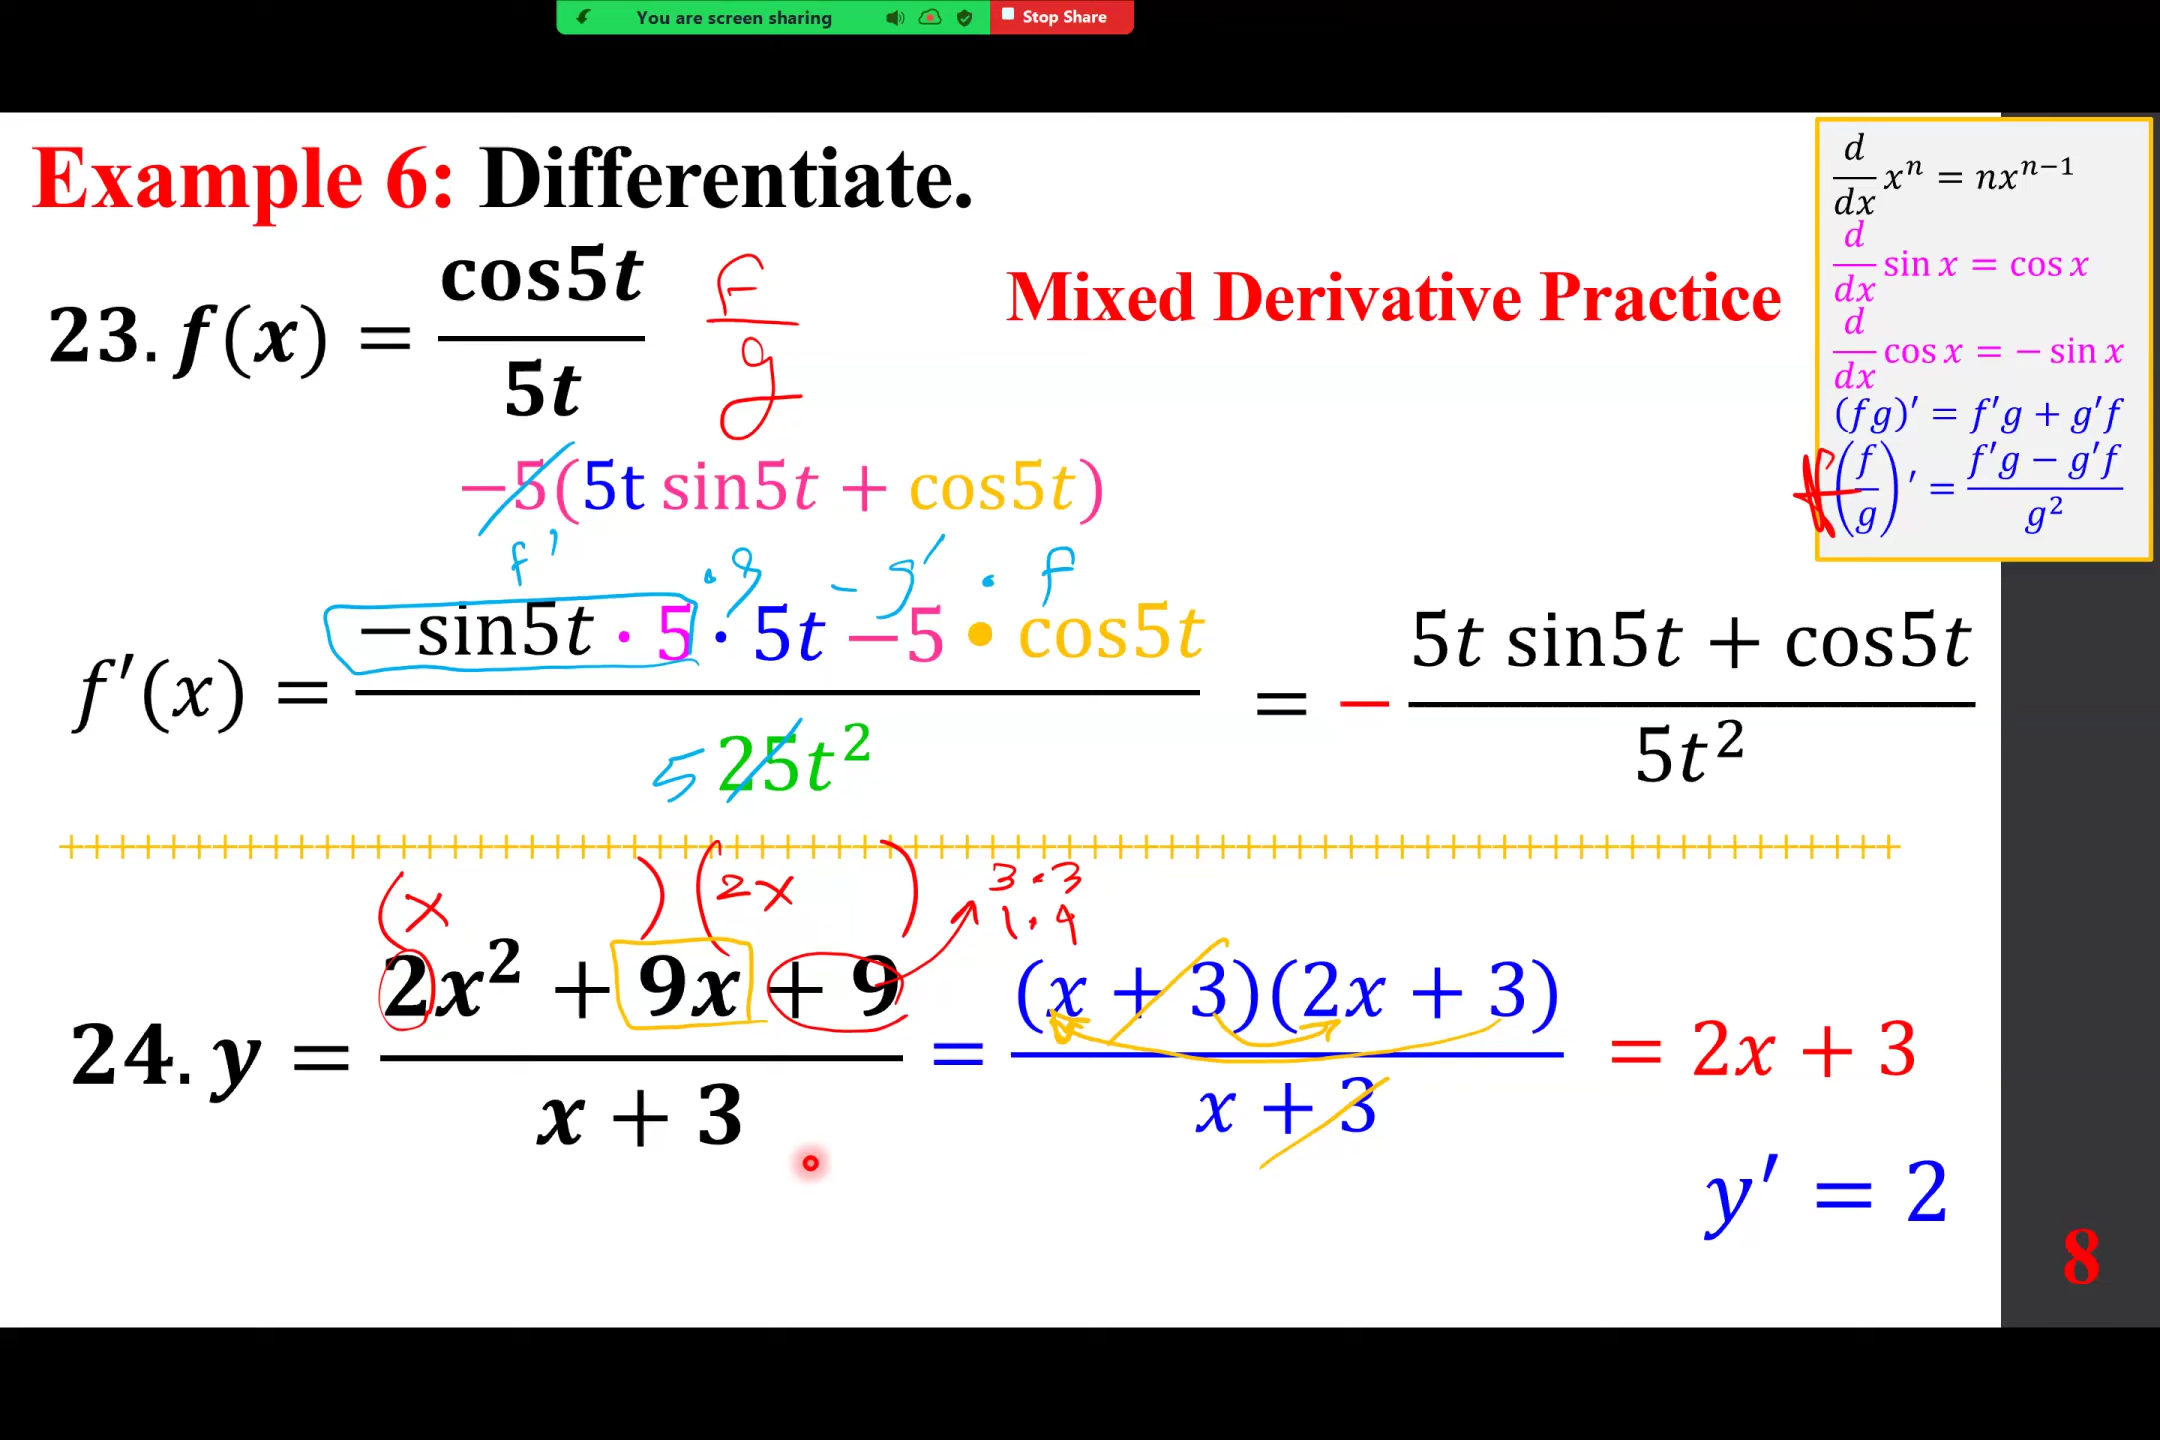 You are screen sharing Stop Share
Example 6: Differentiate.
Mixed Derivative Practice
d/dx xⁿ = nxⁿ⁻¹
d/dx sin x = cos x
d/dx cos x = − sin x
(fg)′ = f′g + g′f
(f/g)′ = (f′g − g′f)/g²
23. f(x) = cos5t/5t
f/g
−5(5t sin5t + cos5t)
f′ · g − g′ · f
f′(x) = (−sin5t · 5 · 5t −5 • cos5t)/25t² = − (5t sin5t + cos5t)/5t²
5
(x ) (2x )
3 · 3
1 · 9
24. y = (2x² + 9x + 9)/(x + 3) = (x + 3)(2x + 3)/(x + 3) = 2x + 3
y′ = 2
8